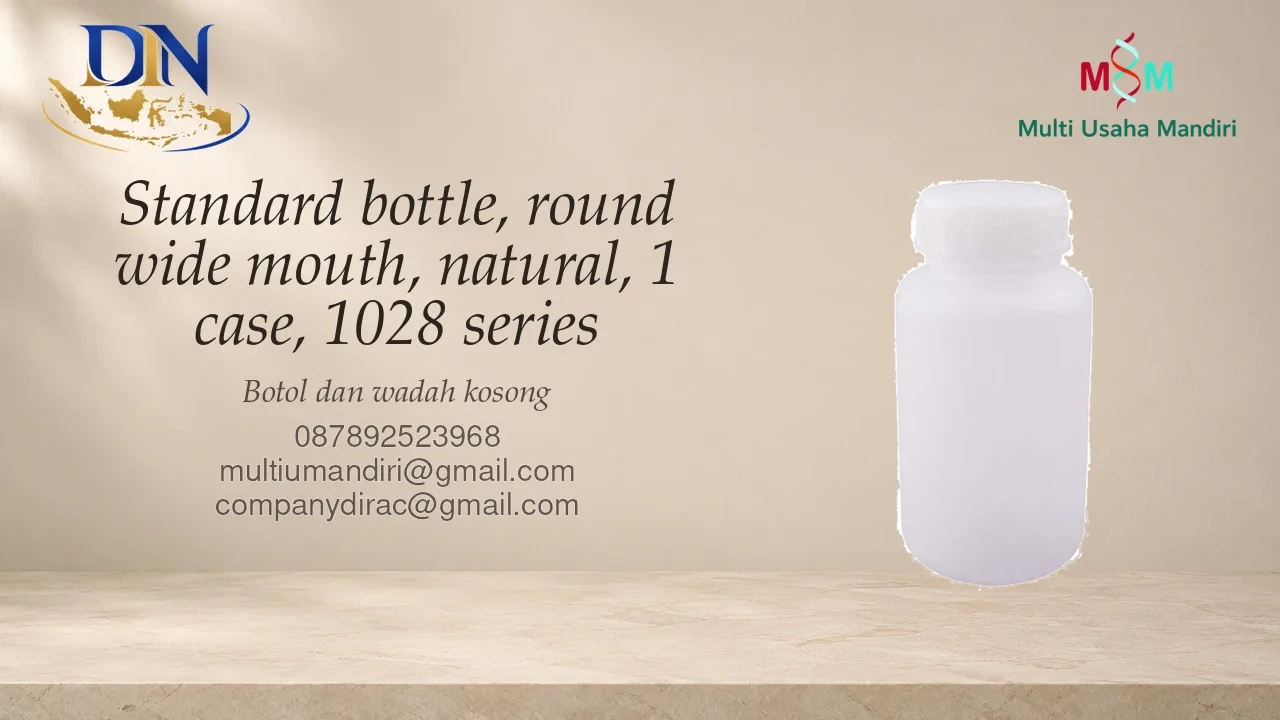 DIN
M M
Multi Usaha Mandiri
Standard bottle, round
wide mouth, natural, 1
case, 1028 series
Botol dan wadah kosong
087892523968
multiumandiri@gmail.com
companydirac@gmail.com